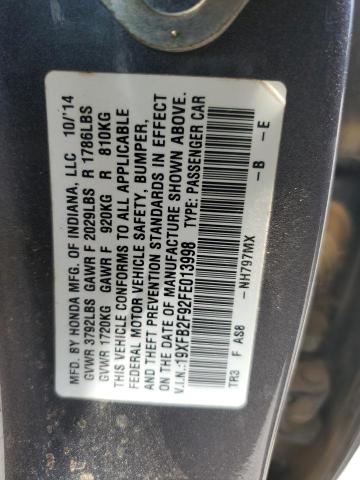 MFD. BY HONDA MFG. OF INDIANA, LLC 10/'14
GVWR 3792LBS GAWR F 2029LBS R 1786LBS
GVWR 1720KG GAWR F 920KG R 810KG
THIS VEHICLE CONFORMS TO ALL APPLICABLE
FEDERAL MOTOR VEHICLE SAFETY, BUMPER,
AND THEFT PREVENTION STANDARDS IN EFFECT
ON THE DATE OF MANUFACTURE SHOWN ABOVE.
V.I.N.:19XFB2F92FE013998 TYPE: PASSENGER CAR
-NH797MX -B -E
TR3 F AS8